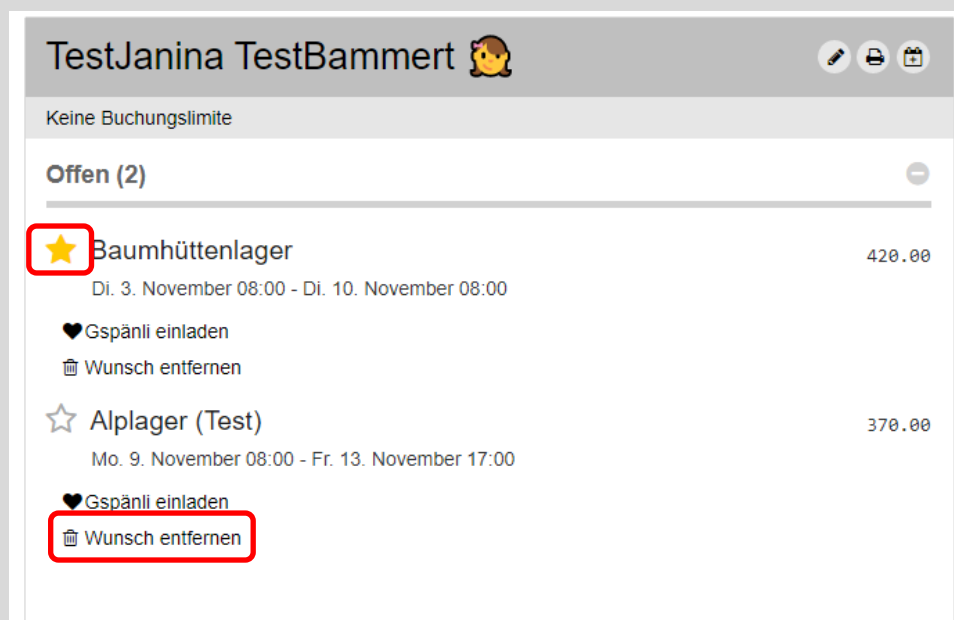 TestJanina TestBammert
Keine Buchungslimite
Offen (2)
Baumhüttenlager 420.00
Di. 3. November 08:00 - Di. 10. November 08:00
Gspänli einladen
Wunsch entfernen
Alplager (Test) 370.00
Mo. 9. November 08:00 - Fr. 13. November 17:00
Gspänli einladen
Wunsch entfernen